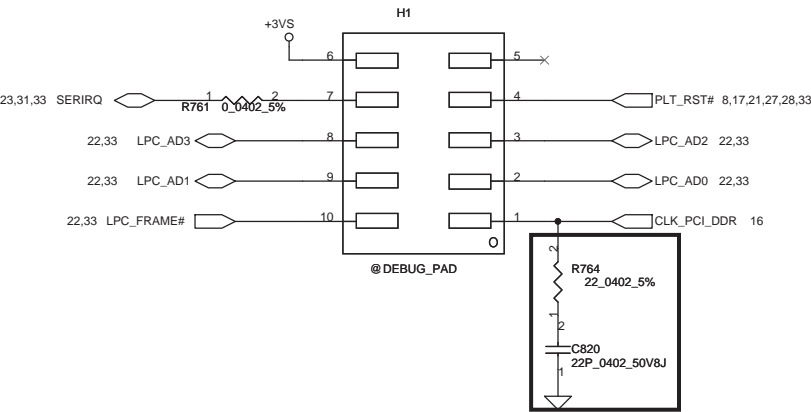 H1
+3VS
6
5
23,31,33 SERIRQ
1
2
7
4
PLT_RST# 8,17,21,27,28,33
R761 0_0402_5%
22,33 LPC_AD3
8
3
LPC_AD2 22,33
22,33 LPC_AD1
9
2
LPC_AD0 22,33
22,33 LPC_FRAME#
10
1
CLK_PCI_DDR 16
@DEBUG_PAD
2
R764
22_0402_5%
1
2
C820
22P_0402_50V8J
1